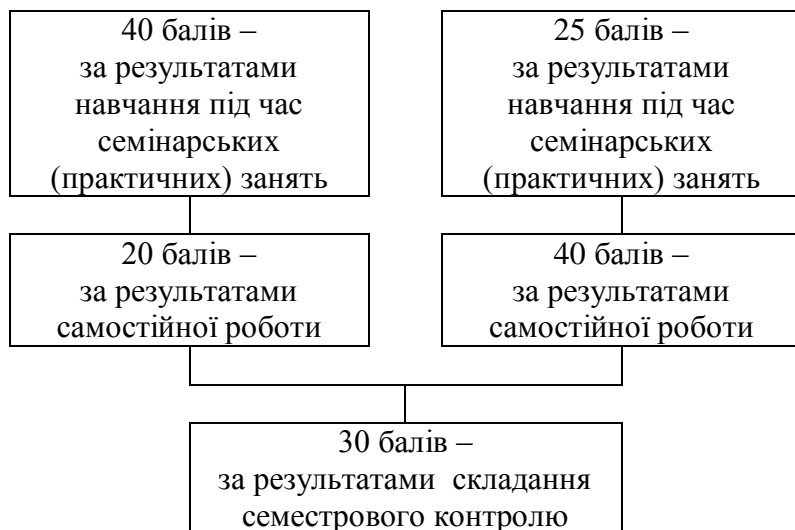 40 балів –
за результатами
навчання під час
семінарських
(практичних) занять
25 балів –
за результатами
навчання під час
семінарських
(практичних) занять
20 балів –
за результатами
самостійної роботи
40 балів –
за результатами
самостійної роботи
30 балів –
за результатами складання
семестрового контролю